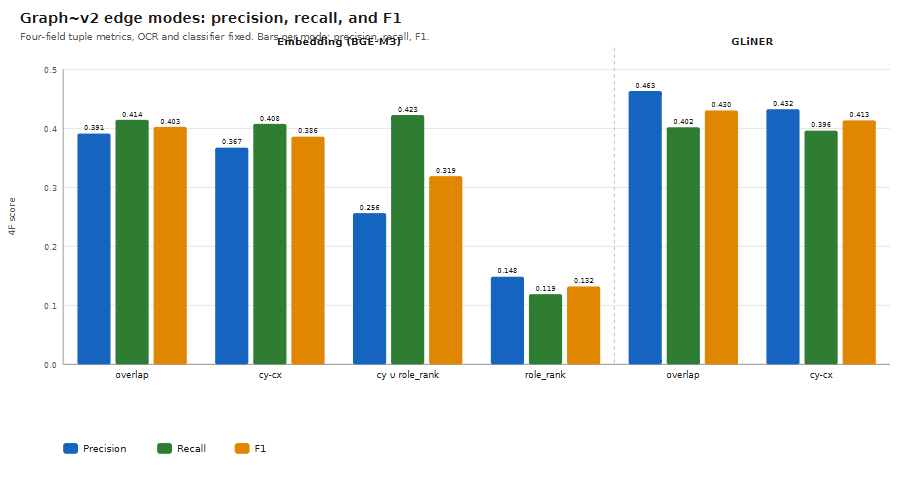 Graph~v2 edge modes: precision, recall, and F1
Four-field tuple metrics, OCR and classifier fixed. Bars per mode: precision, recall, F1.
Embedding (BGE-M3)
GLiNER
0.5
0.4
0.3
0.2
0.1
0.0
4F score
0.391
0.414
0.403
0.367
0.408
0.386
0.256
0.423
0.319
0.148
0.119
0.132
0.463
0.402
0.430
0.432
0.396
0.413
overlap
cy-cx
cy ∪ role_rank
role_rank
overlap
cy-cx
Precision
Recall
F1